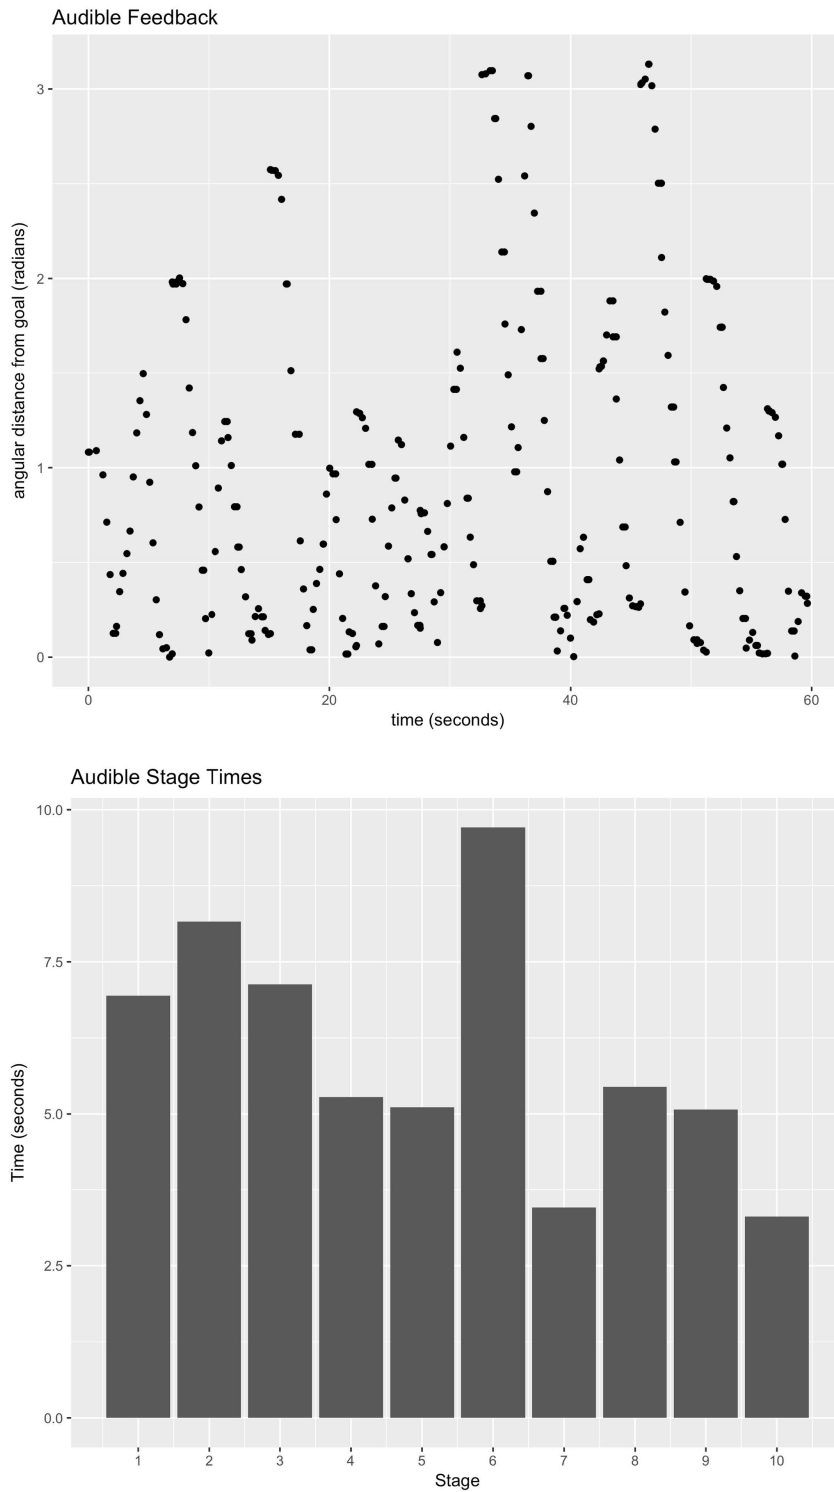 Audible Feedback
3
2
1
0
angular distance from goal (radians)
0 20 40 60
time (seconds)
Audible Stage Times
10.0
7.5
5.0
2.5
0.0
Time (seconds)
1 2 3 4 5 6 7 8 9 10
Stage